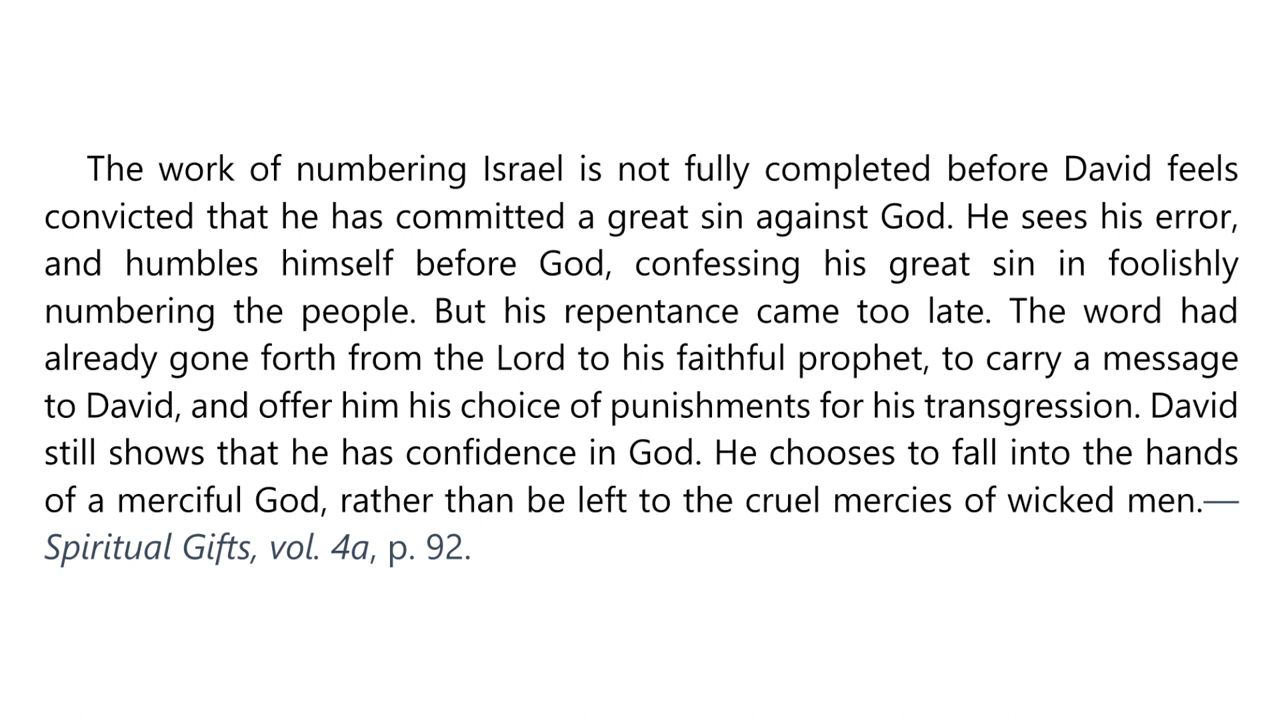 The work of numbering Israel is not fully completed before David feels
convicted that he has committed a great sin against God. He sees his error,
and humbles himself before God, confessing his great sin in foolishly
numbering the people. But his repentance came too late. The word had
already gone forth from the Lord to his faithful prophet, to carry a message
to David, and offer him his choice of punishments for his transgression. David
still shows that he has confidence in God. He chooses to fall into the hands
of a merciful God, rather than be left to the cruel mercies of wicked men.—
Spiritual Gifts, vol. 4a, p. 92.